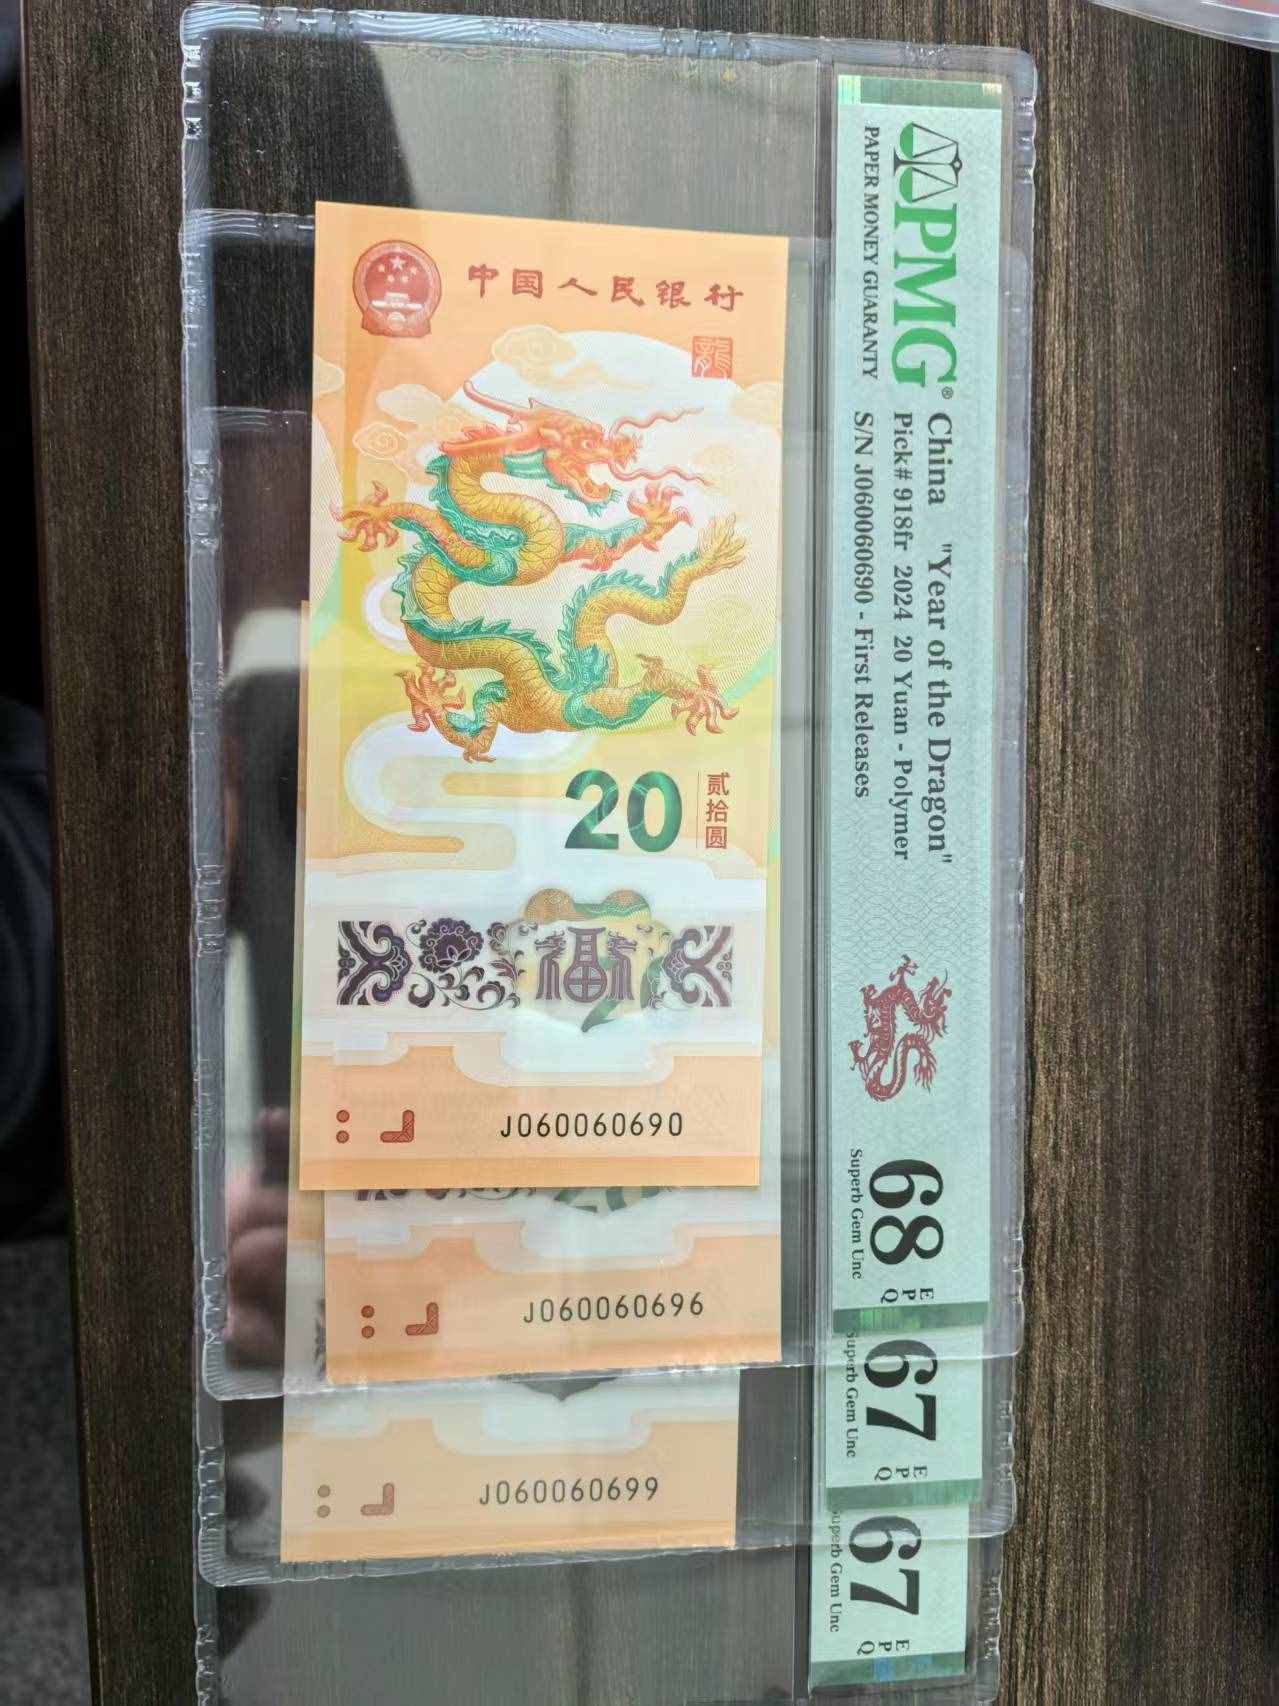 中国人民银行
龍
20
贰拾圆
福
J060060690
J060060696
J060060699
PMG®
PAPER MONEY GUARANTY
China "Year of the Dragon"
Pick# 918fr 2024 20 Yuan - Polymer
S/N J060060690 - First Releases
68 EPQ
Superb Gem Unc
67 EPQ
Superb Gem Unc
67 EPQ
Superb Gem Unc